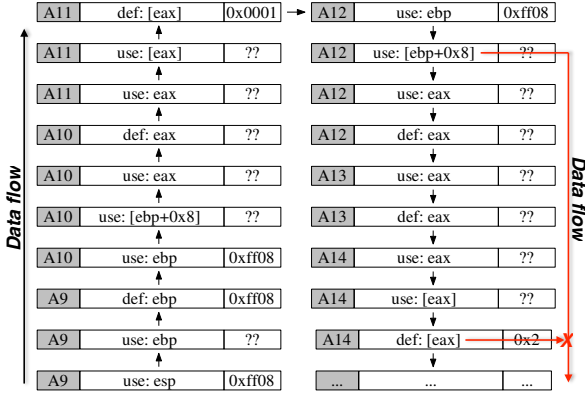 A11 def: [eax] 0x0001
A11 use: [eax] ??
A11 use: eax ??
A10 def: eax ??
A10 use: eax ??
A10 use: [ebp+0x8] ??
A10 use: ebp 0xff08
A9 def: ebp 0xff08
A9 use: ebp ??
A9 use: esp 0xff08
Data flow
A12 use: ebp 0xff08
A12 use: [ebp+0x8] ??
A12 use: eax ??
A12 def: eax ??
A13 use: eax ??
A13 def: eax ??
A14 use: eax ??
A14 use: [eax] ??
A14 def: [eax] 0x2
... ... ...
Data flow
X